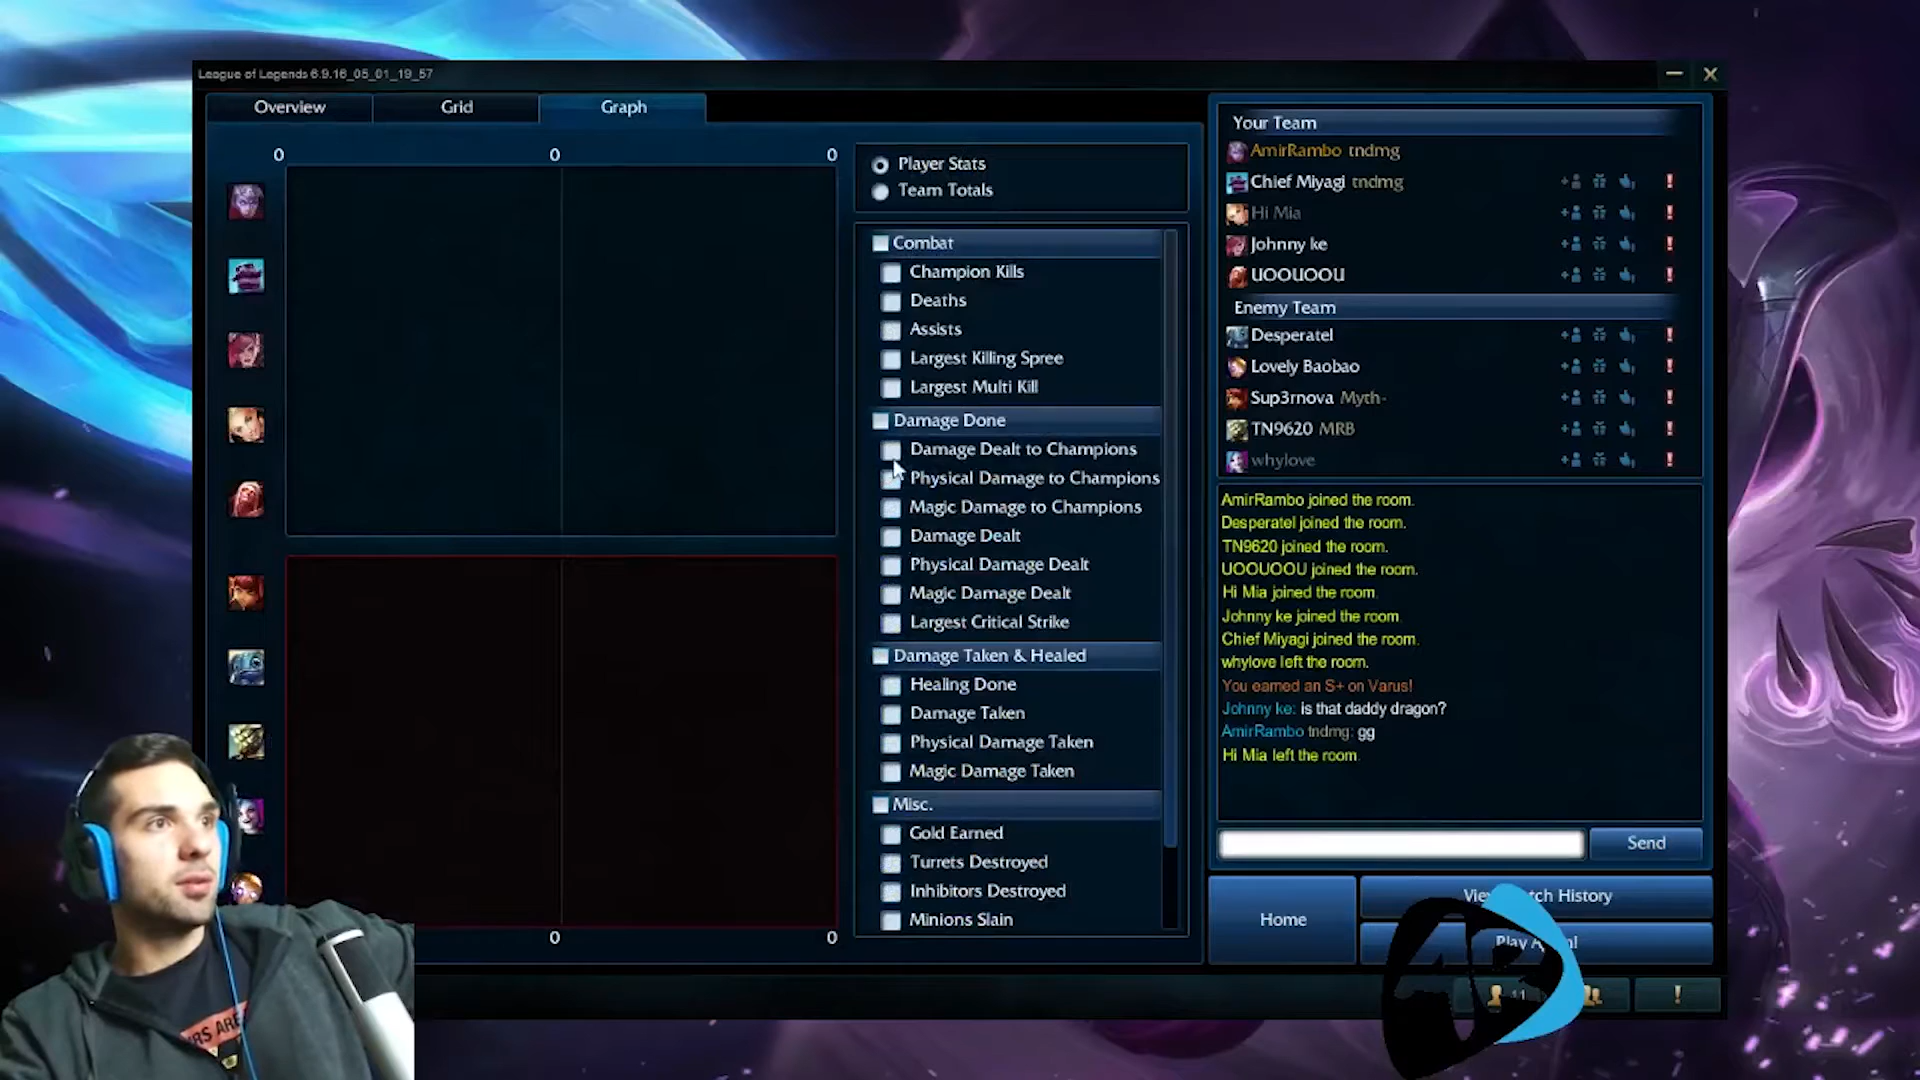 League of Legends 6.9.16_05_01_19_57
Overview
Grid
Graph
0
0
0
Player Stats
Team Totals
Combat
Champion Kills
Deaths
Assists
Largest Killing Spree
Largest Multi Kill
Damage Done
Damage Dealt to Champions
Physical Damage to Champions
Magic Damage to Champions
Damage Dealt
Physical Damage Dealt
Magic Damage Dealt
Largest Critical Strike
Damage Taken & Healed
Healing Done
Damage Taken
Physical Damage Taken
Magic Damage Taken
Misc.
Gold Earned
Turrets Destroyed
Inhibitors Destroyed
Minions Slain
0
0
Your Team
AmirRambo tndmg
Chief Miyagi tndmg
Hi Mia
Johnny ke
UOOUOOU
Enemy Team
Desperatel
Lovely Baobao
Sup3rnova Myth-
TN9620 MRB
whylove
AmirRambo joined the room.
Desperatel joined the room.
TN9620 joined the room.
UOOUOOU joined the room.
Hi Mia joined the room.
Johnny ke joined the room.
Chief Miyagi joined the room.
whylove left the room.
You earned an S+ on Varus!
Johnny ke: is that daddy dragon?
AmirRambo tndmg: gg
Hi Mia left the room.
Send
Home
History
Play